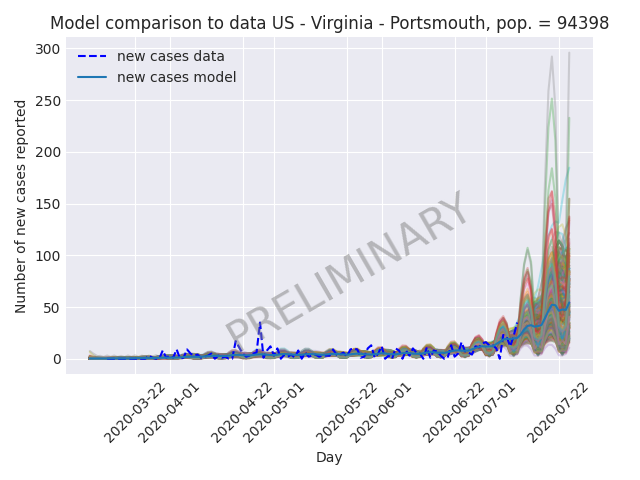 Model comparison to data US - Virginia - Portsmouth, pop. = 94398
new cases data
new cases model
300
250
200
150
100
50
0
Number of new cases reported
PRELIMINARY
2020-03-22
2020-04-01
2020-04-22
2020-05-01
2020-05-22
2020-06-01
2020-06-22
2020-07-01
2020-07-22
Day